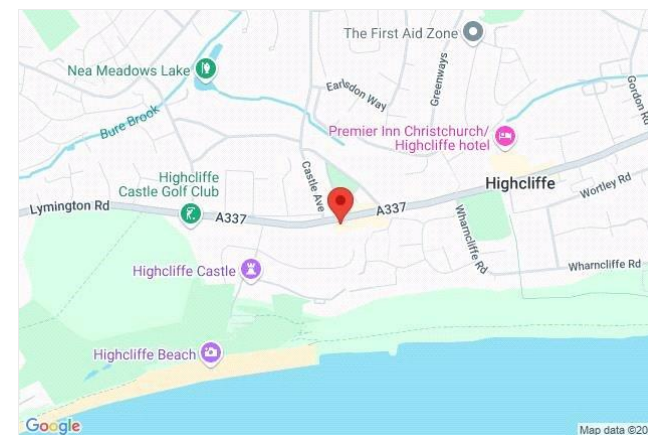 The First Aid Zone
Nea Meadows Lake
Earlsdon Way
Greenways
Gordon Rd
Bure Brook
Premier Inn Christchurch/
Highcliffe hotel
Highcliffe
Castle Golf Club
Castle Ave
Highcliffe
Wortley Rd
Lymington Rd
A337
A337
Wharncliffe Rd
Wharncliffe Rd
Highcliffe Castle
Highcliffe Beach
Google
Map data ©20